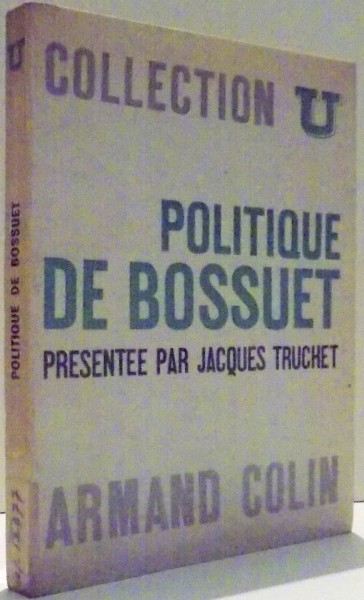 COLLECTION U
POLITIQUE
DE BOSSUET
PRESENTEE PAR JACQUES TRUCHET
ARMAND COLIN
U
POLITIQUE DE BOSSUET